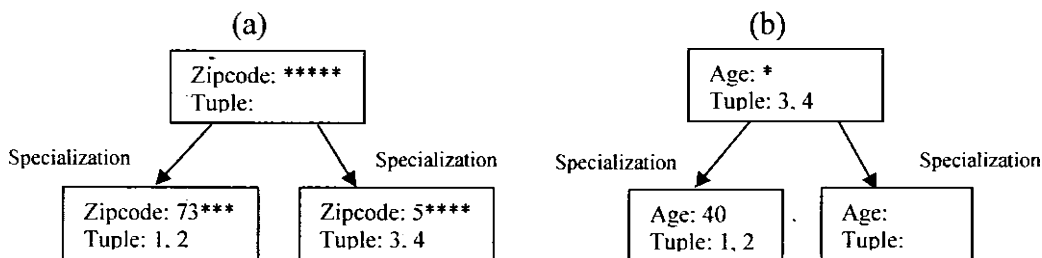 (a)
(b)
Zipcode: *****
Tuple:
Age: *
Tuple: 3, 4
Specialization
Specialization
Specialization
Specialization
Zipcode: 73***
Tuple: 1, 2
Zipcode: 5****
Tuple: 3, 4
Age: 40
Tuple: 1, 2
Age:
Tuple: